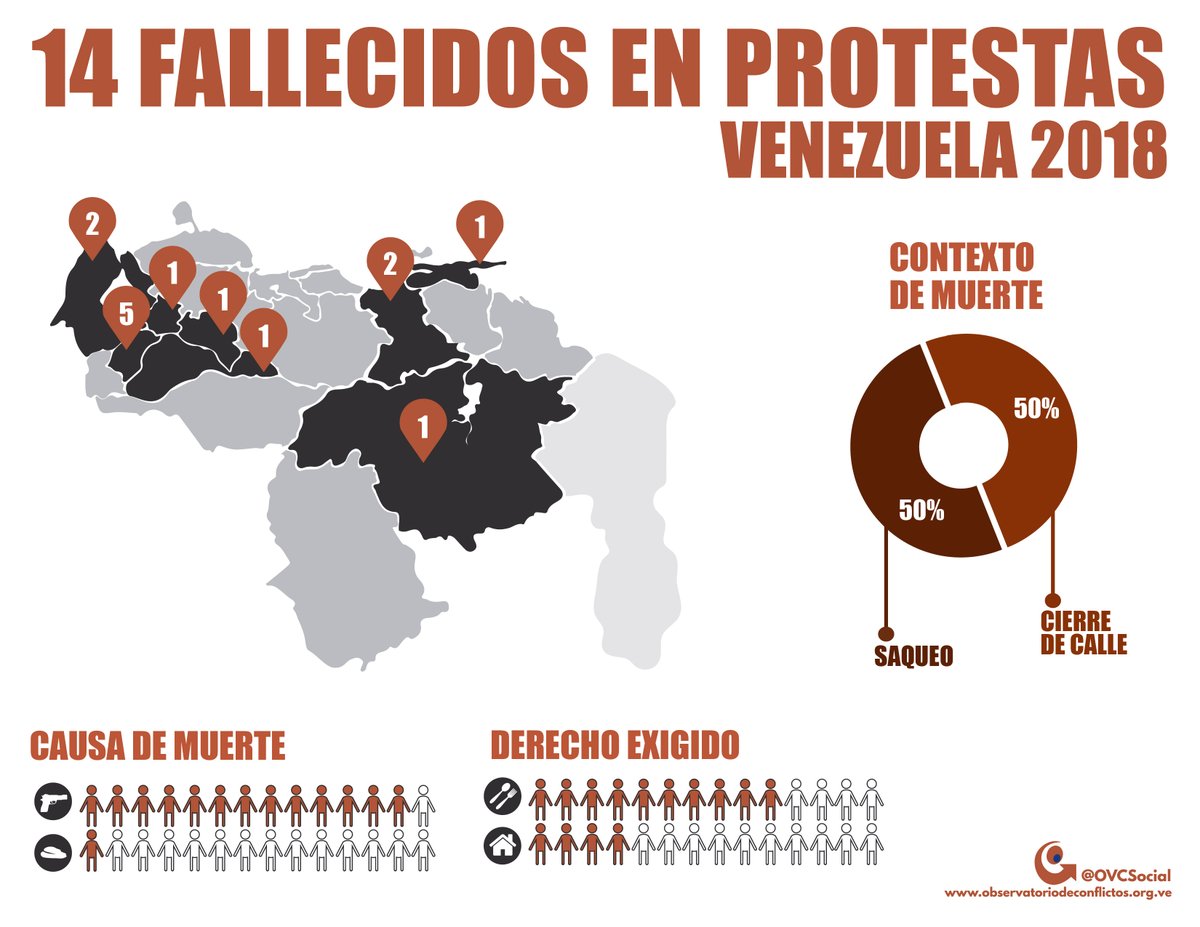 14 FALLECIDOS EN PROTESTAS
VENEZUELA 2018
2
1
5
1
1
2
1
1
CONTEXTO
DE MUERTE
50%
50%
SAQUEO
CIERRE
DE CALLE
CAUSA DE MUERTE
DERECHO EXIGIDO
@OVCSocial
www.observatoriodeconflictos.org.ve